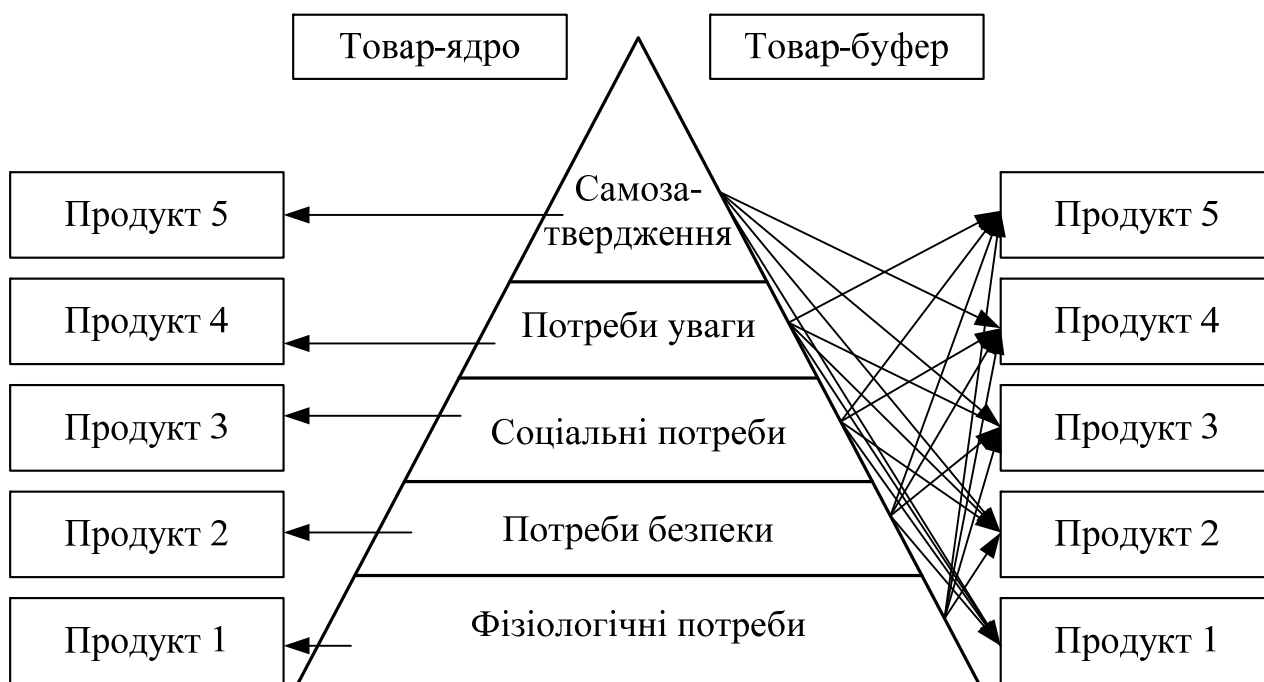 Товар-ядро
Товар-буфер
Самоза-
твердження
Продукт 5
Продукт 5
Продукт 4
Потреби уваги
Продукт 4
Продукт 3
Соціальні потреби
Продукт 3
Продукт 2
Потреби безпеки
Продукт 2
Продукт 1
Фізіологічні потреби
Продукт 1